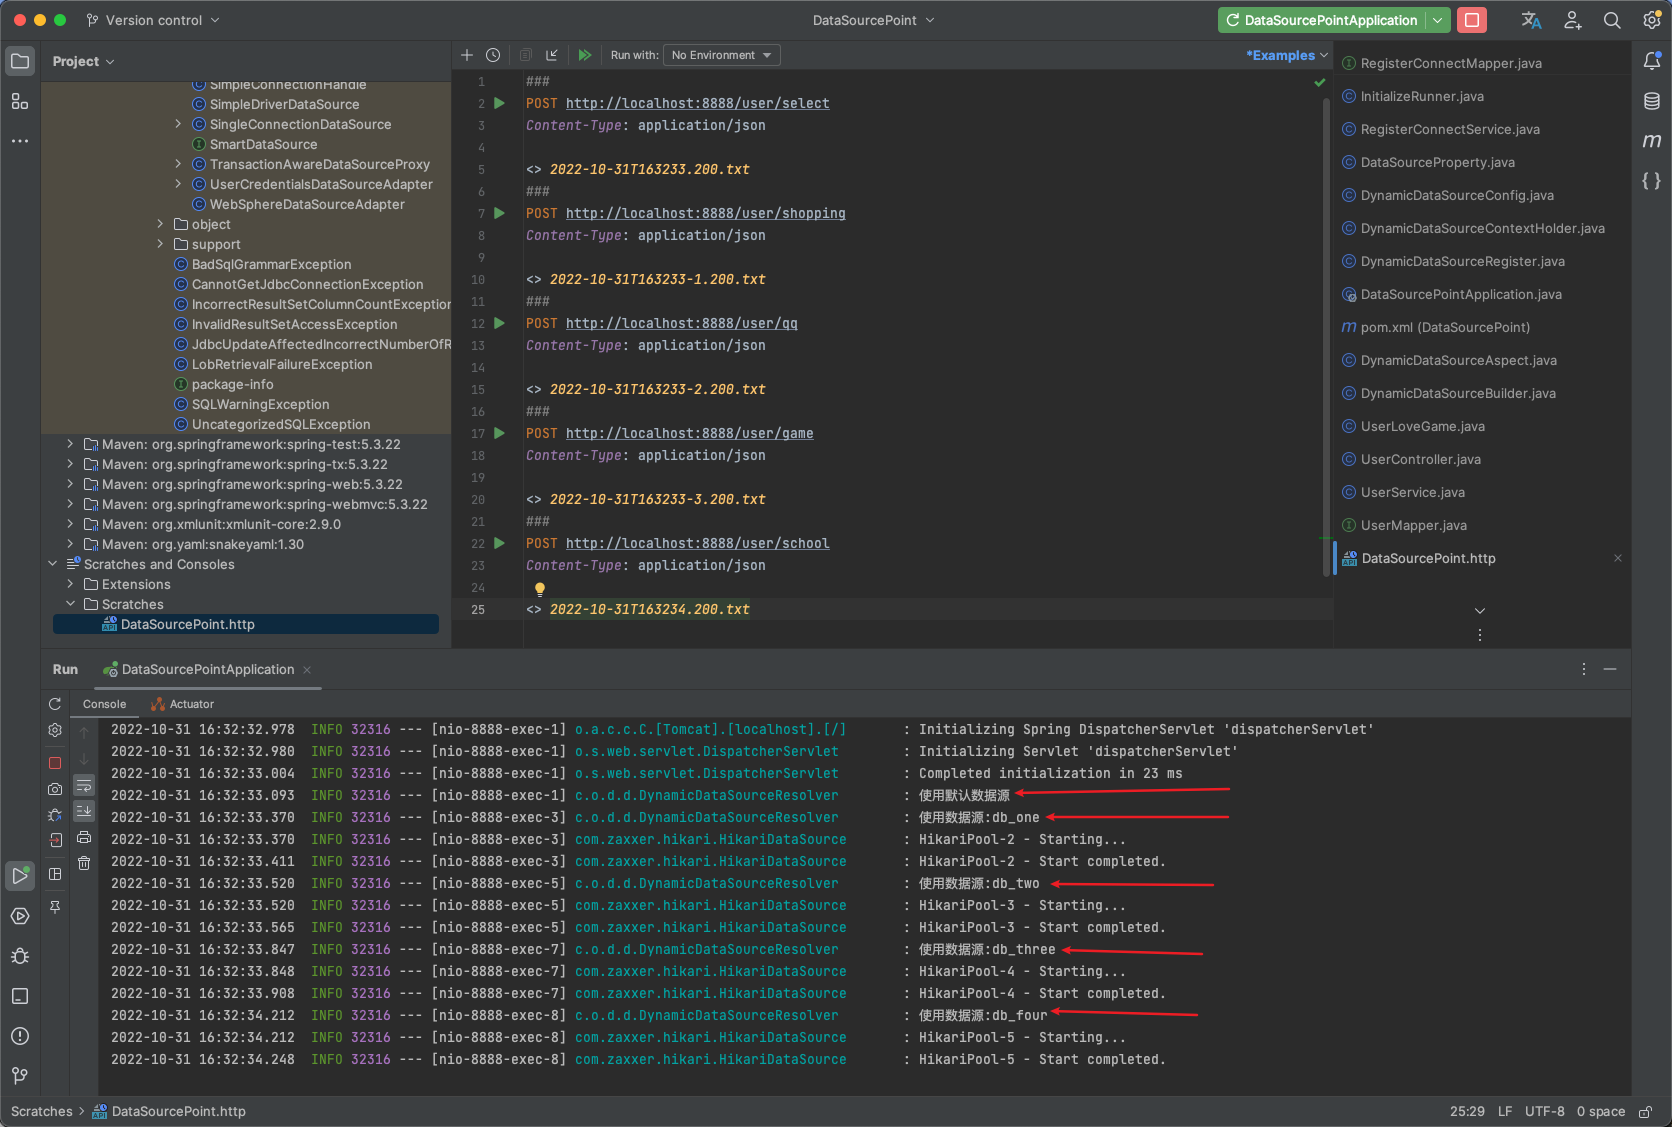 Version control
DataSourcePoint
DataSourcePointApplication
Project
SimpleConnectionHandle
SimpleDriverDataSource
SingleConnectionDataSource
SmartDataSource
TransactionAwareDataSourceProxy
UserCredentialsDataSourceAdapter
WebSphereDataSourceAdapter
object
support
BadSqlGrammarException
CannotGetJdbcConnectionException
IncorrectResultSetColumnCountException
InvalidResultSetAccessException
JdbcUpdateAffectedIncorrectNumberOfR
LobRetrievalFailureException
package-info
SQLWarningException
UncategorizedSQLException
Maven: org.springframework:spring-test:5.3.22
Maven: org.springframework:spring-tx:5.3.22
Maven: org.springframework:spring-web:5.3.22
Maven: org.springframework:spring-webmvc:5.3.22
Maven: org.xmlunit:xmlunit-core:2.9.0
Maven: org.yaml:snakeyaml:1.30
Scratches and Consoles
Extensions
Scratches
DataSourcePoint.http
Run with: No Environment
*Examples
1 ###
2 POST http://localhost:8888/user/select
3 Content-Type: application/json
4
5 <> 2022-10-31T163233.200.txt
6 ###
7 POST http://localhost:8888/user/shopping
8 Content-Type: application/json
9
10 <> 2022-10-31T163233-1.200.txt
11 ###
12 POST http://localhost:8888/user/qq
13 Content-Type: application/json
14
15 <> 2022-10-31T163233-2.200.txt
16 ###
17 POST http://localhost:8888/user/game
18 Content-Type: application/json
19
20 <> 2022-10-31T163233-3.200.txt
21 ###
22 POST http://localhost:8888/user/school
23 Content-Type: application/json
24
25 <> 2022-10-31T163234.200.txt
RegisterConnectMapper.java
InitializeRunner.java
RegisterConnectService.java
DataSourceProperty.java
DynamicDataSourceConfig.java
DynamicDataSourceContextHolder.java
DynamicDataSourceRegister.java
DataSourcePointApplication.java
pom.xml (DataSourcePoint)
DynamicDataSourceAspect.java
DynamicDataSourceBuilder.java
UserLoveGame.java
UserController.java
UserService.java
UserMapper.java
DataSourcePoint.http
Run DataSourcePointApplication
Console Actuator
2022-10-31 16:32:32.978 INFO 32316 --- [nio-8888-exec-1] o.a.c.c.C.[Tomcat].[localhost].[/] : Initializing Spring DispatcherServlet 'dispatcherServlet'
2022-10-31 16:32:32.980 INFO 32316 --- [nio-8888-exec-1] o.s.web.servlet.DispatcherServlet : Initializing Servlet 'dispatcherServlet'
2022-10-31 16:32:33.004 INFO 32316 --- [nio-8888-exec-1] o.s.web.servlet.DispatcherServlet : Completed initialization in 23 ms
2022-10-31 16:32:33.093 INFO 32316 --- [nio-8888-exec-1] c.o.d.d.DynamicDataSourceResolver : 使用默认数据源
2022-10-31 16:32:33.370 INFO 32316 --- [nio-8888-exec-3] c.o.d.d.DynamicDataSourceResolver : 使用数据源:db_one
2022-10-31 16:32:33.370 INFO 32316 --- [nio-8888-exec-3] com.zaxxer.hikari.HikariDataSource : HikariPool-2 - Starting...
2022-10-31 16:32:33.411 INFO 32316 --- [nio-8888-exec-3] com.zaxxer.hikari.HikariDataSource : HikariPool-2 - Start completed.
2022-10-31 16:32:33.520 INFO 32316 --- [nio-8888-exec-5] c.o.d.d.DynamicDataSourceResolver : 使用数据源:db_two
2022-10-31 16:32:33.520 INFO 32316 --- [nio-8888-exec-5] com.zaxxer.hikari.HikariDataSource : HikariPool-3 - Starting...
2022-10-31 16:32:33.565 INFO 32316 --- [nio-8888-exec-5] com.zaxxer.hikari.HikariDataSource : HikariPool-3 - Start completed.
2022-10-31 16:32:33.847 INFO 32316 --- [nio-8888-exec-7] c.o.d.d.DynamicDataSourceResolver : 使用数据源:db_three
2022-10-31 16:32:33.848 INFO 32316 --- [nio-8888-exec-7] com.zaxxer.hikari.HikariDataSource : HikariPool-4 - Starting...
2022-10-31 16:32:33.908 INFO 32316 --- [nio-8888-exec-7] com.zaxxer.hikari.HikariDataSource : HikariPool-4 - Start completed.
2022-10-31 16:32:34.212 INFO 32316 --- [nio-8888-exec-8] c.o.d.d.DynamicDataSourceResolver : 使用数据源:db_four
2022-10-31 16:32:34.212 INFO 32316 --- [nio-8888-exec-8] com.zaxxer.hikari.HikariDataSource : HikariPool-5 - Starting...
2022-10-31 16:32:34.248 INFO 32316 --- [nio-8888-exec-8] com.zaxxer.hikari.HikariDataSource : HikariPool-5 - Start completed.
Scratches > DataSourcePoint.http
25:29 LF UTF-8 0 space